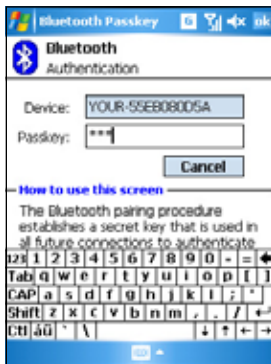 Bluetooth Passkey ok
Bluetooth
Authentication
Device: YOUR-55EB080D5A
Passkey: ***
Cancel
How to use this screen
The Bluetooth pairing procedure
establishes a secret key that is used in
all future connections to authenticate
123 1 2 3 4 5 6 7 8 9 0 - =
Tab q w e r t y u i o p [ ]
CAP a s d f g h j k l ; '
Shift z x c v b n m , . /
Ctl áü ` \